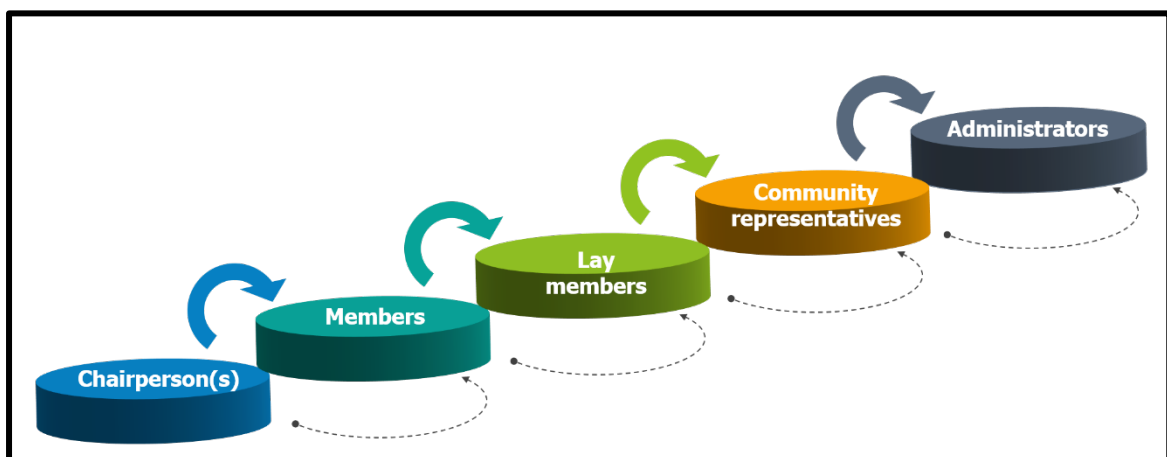 Chairperson(s)
Members
Lay
members
Community
representatives
Administrators